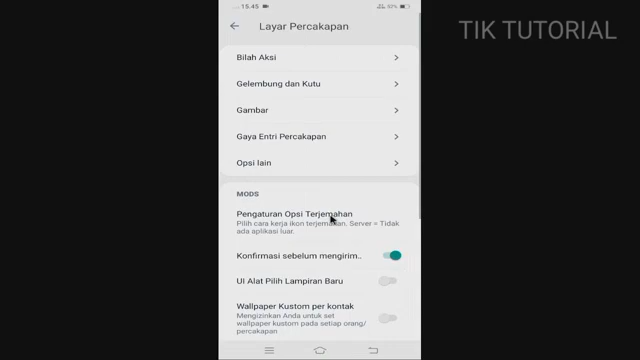 15.45
Layar Percakapan
TIK TUTORIAL
Bilah Aksi
Gelembung dan Kutu
Gambar
Gaya Entri Percakapan
Opsi lain
MODS
Pengaturan Opsi Terjemahan
Pilih cara kerja ikon terjemahan. Server = Tidak
ada aplikasi luar.
Konfirmasi sebelum mengirim..
UI Alat Pilih Lampiran Baru
Wallpaper Kustom per kontak
Mengizinkan Anda untuk set
wallpaper kustom pada setiap orang/
percakapan